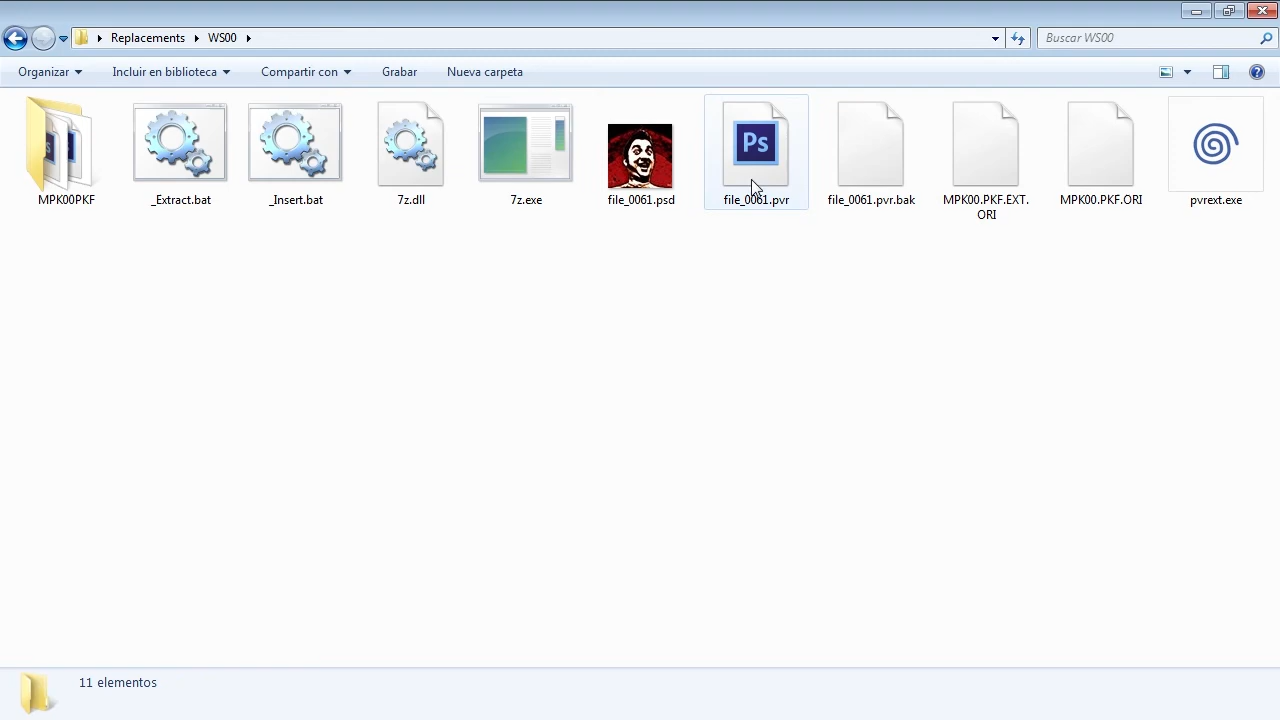 Replacements
WS00
Buscar WS00
Organizar
Incluir en biblioteca
Compartir con
Grabar
Nueva carpeta
Ps
MPK00PKF
_Extract.bat
_Insert.bat
7z.dll
7z.exe
file_0061.psd
file_0061.pvr
file_0061.pvr.bak
MPK00.PKF.EXT.
ORI
MPK00.PKF.ORI
pvrext.exe
11 elementos